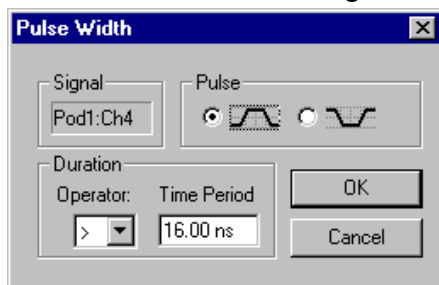 Pulse Width
Signal
Pulse
Pod1:Ch4
Duration
Operator: Time Period
> 16.00 ns
OK
Cancel